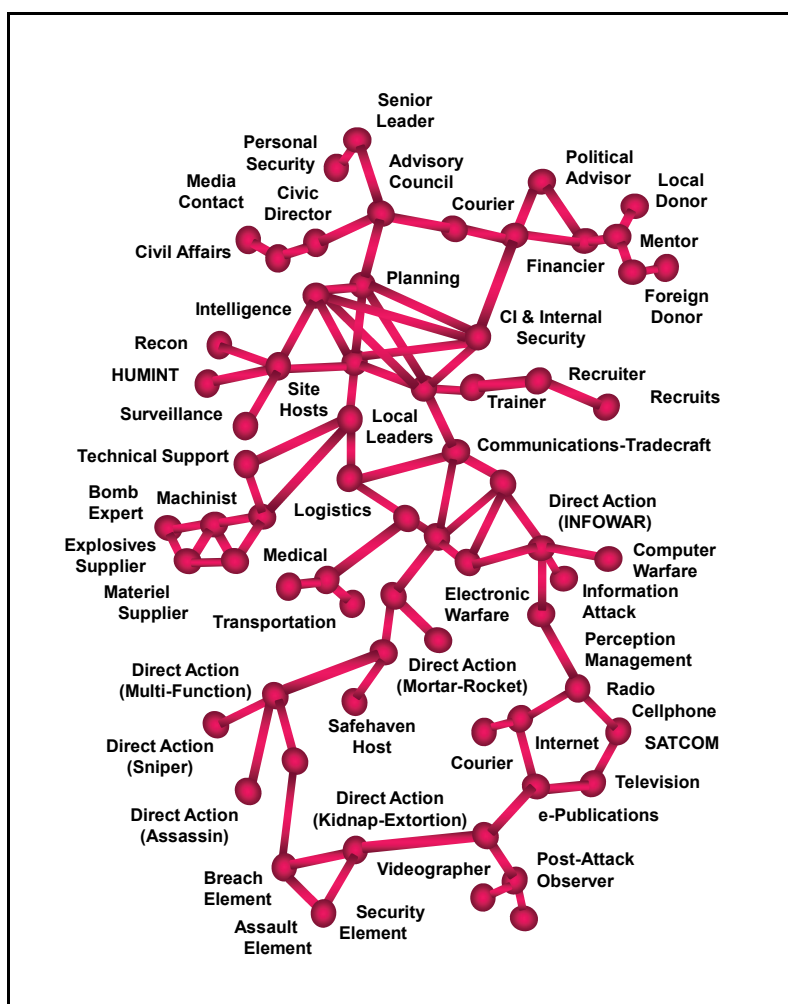 Senior
Leader
Personal
Security
Advisory
Council
Political
Advisor
Media
Contact
Civic
Director
Courier
Local
Donor
Civil Affairs
Mentor
Financier
Planning
Foreign
Donor
Intelligence
CI & Internal
Security
Recon
HUMINT
Site
Hosts
Trainer
Recruiter
Recruits
Surveillance
Local
Leaders
Technical Support
Communications-Tradecraft
Bomb
Expert
Machinist
Logistics
Direct Action
(INFOWAR)
Explosives
Supplier
Medical
Computer
Warfare
Materiel
Supplier
Transportation
Electronic
Warfare
Information
Attack
Perception
Management
Direct Action
(Multi-Function)
Direct Action
(Mortar-Rocket)
Radio
Cellphone
Safehaven
Host
Internet
SATCOM
Direct Action
(Sniper)
Courier
Television
Direct Action
(Assassin)
Direct Action
(Kidnap-Extortion)
e-Publications
Breach
Element
Videographer
Post-Attack
Observer
Assault
Element
Security
Element